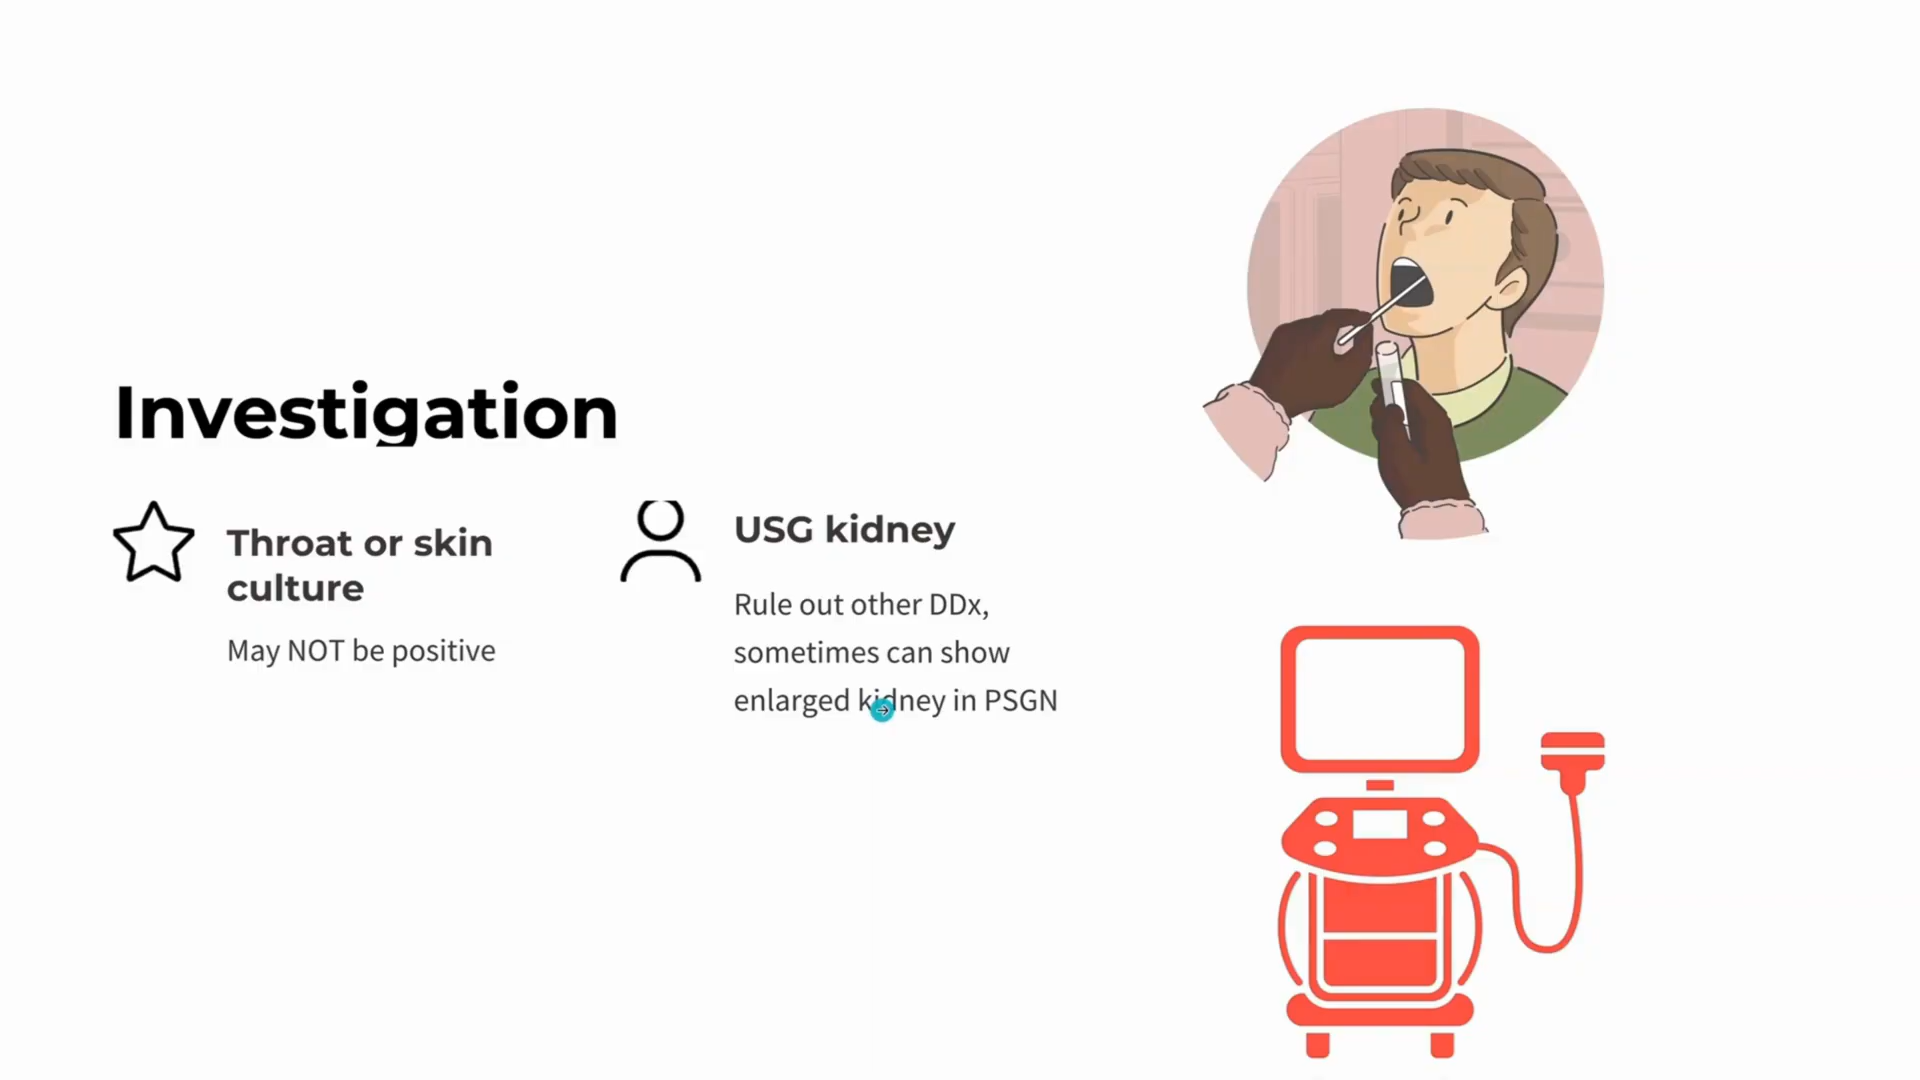 Investigation
Throat or skin
culture
May NOT be positive
USG kidney
Rule out other DDx,
sometimes can show
enlarged kidney in PSGN